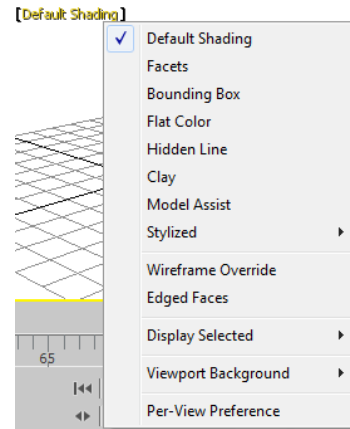 [Default Shading]
Default Shading
Facets
Bounding Box
Flat Color
Hidden Line
Clay
Model Assist
Stylized
Wireframe Override
Edged Faces
Display Selected
Viewport Background
Per-View Preference
65